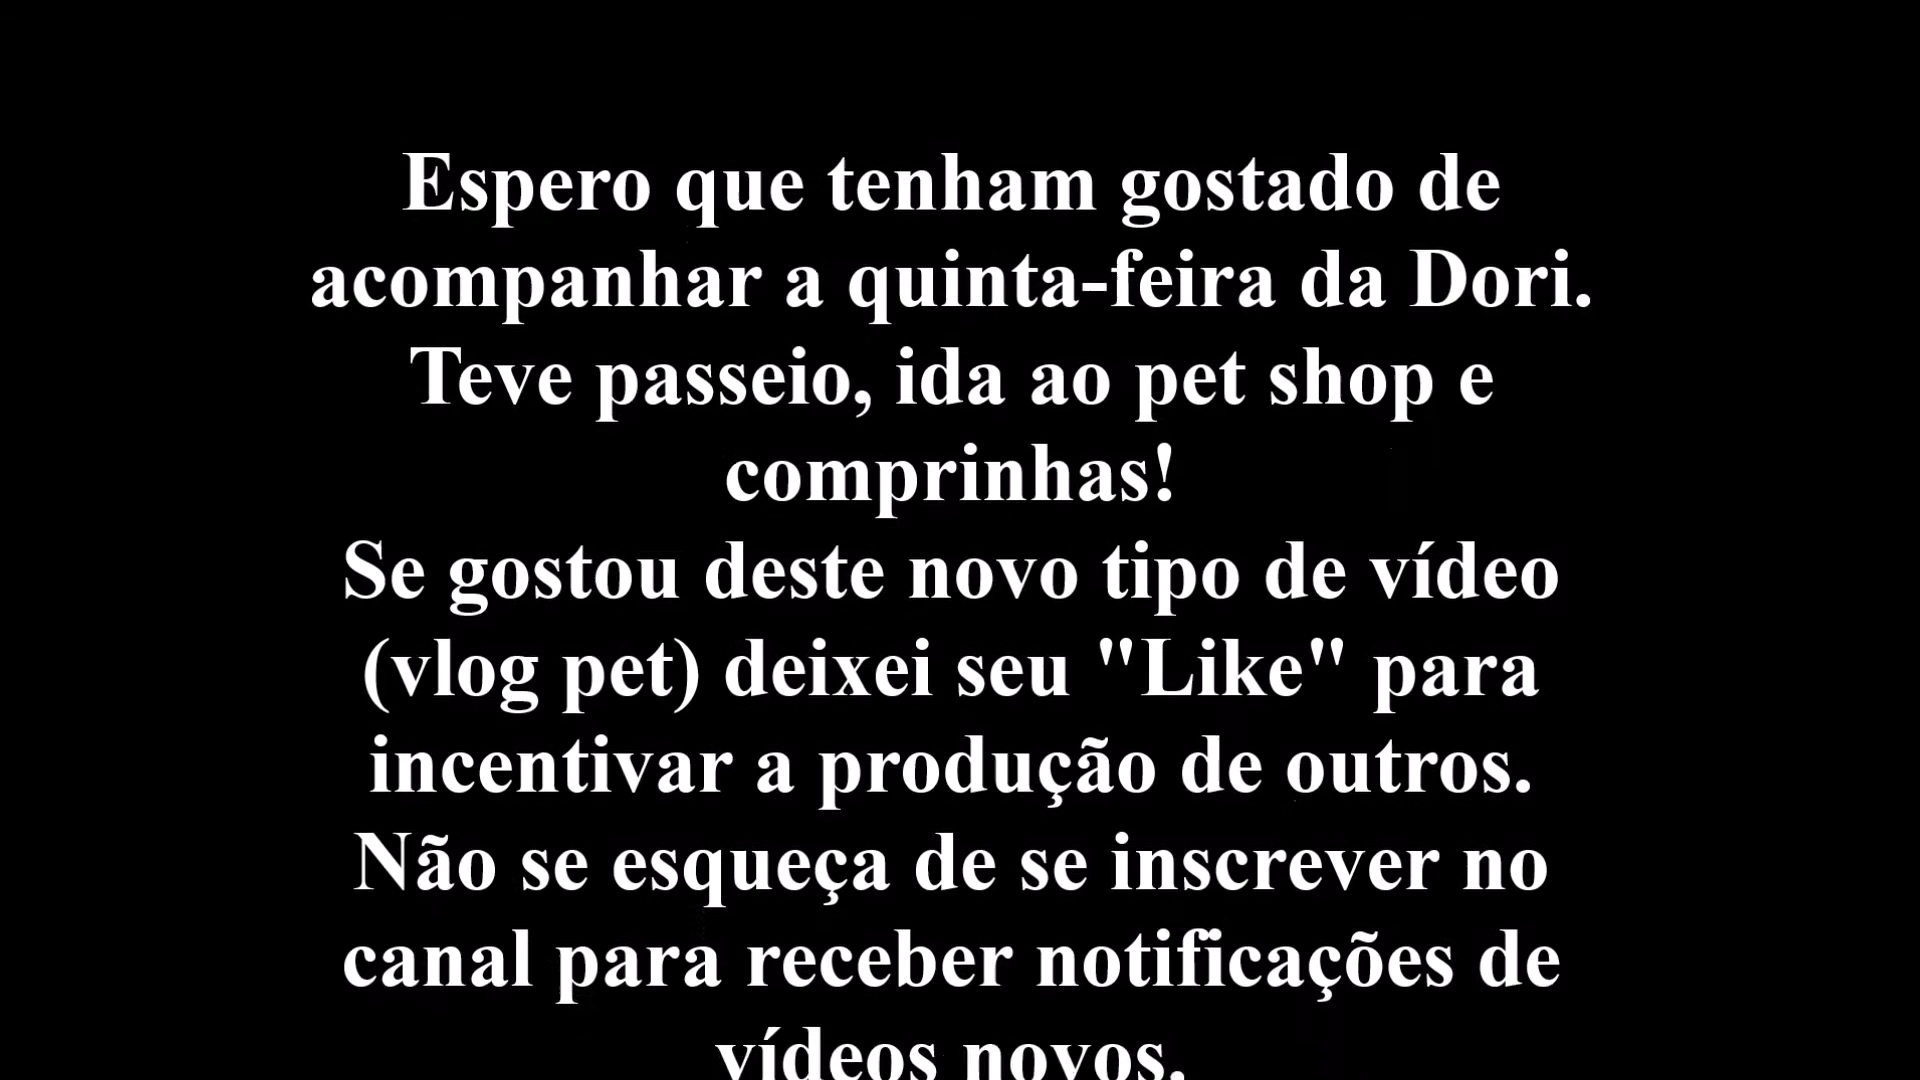 Espero que tenham gostado de
acompanhar a quinta-feira da Dori.
Teve passeio, ida ao pet shop e
comprinhas!
Se gostou deste novo tipo de vídeo
(vlog pet) deixei seu "Like" para
incentivar a produção de outros.
Não se esqueça de se inscrever no
canal para receber notificações de
vídeos novos.